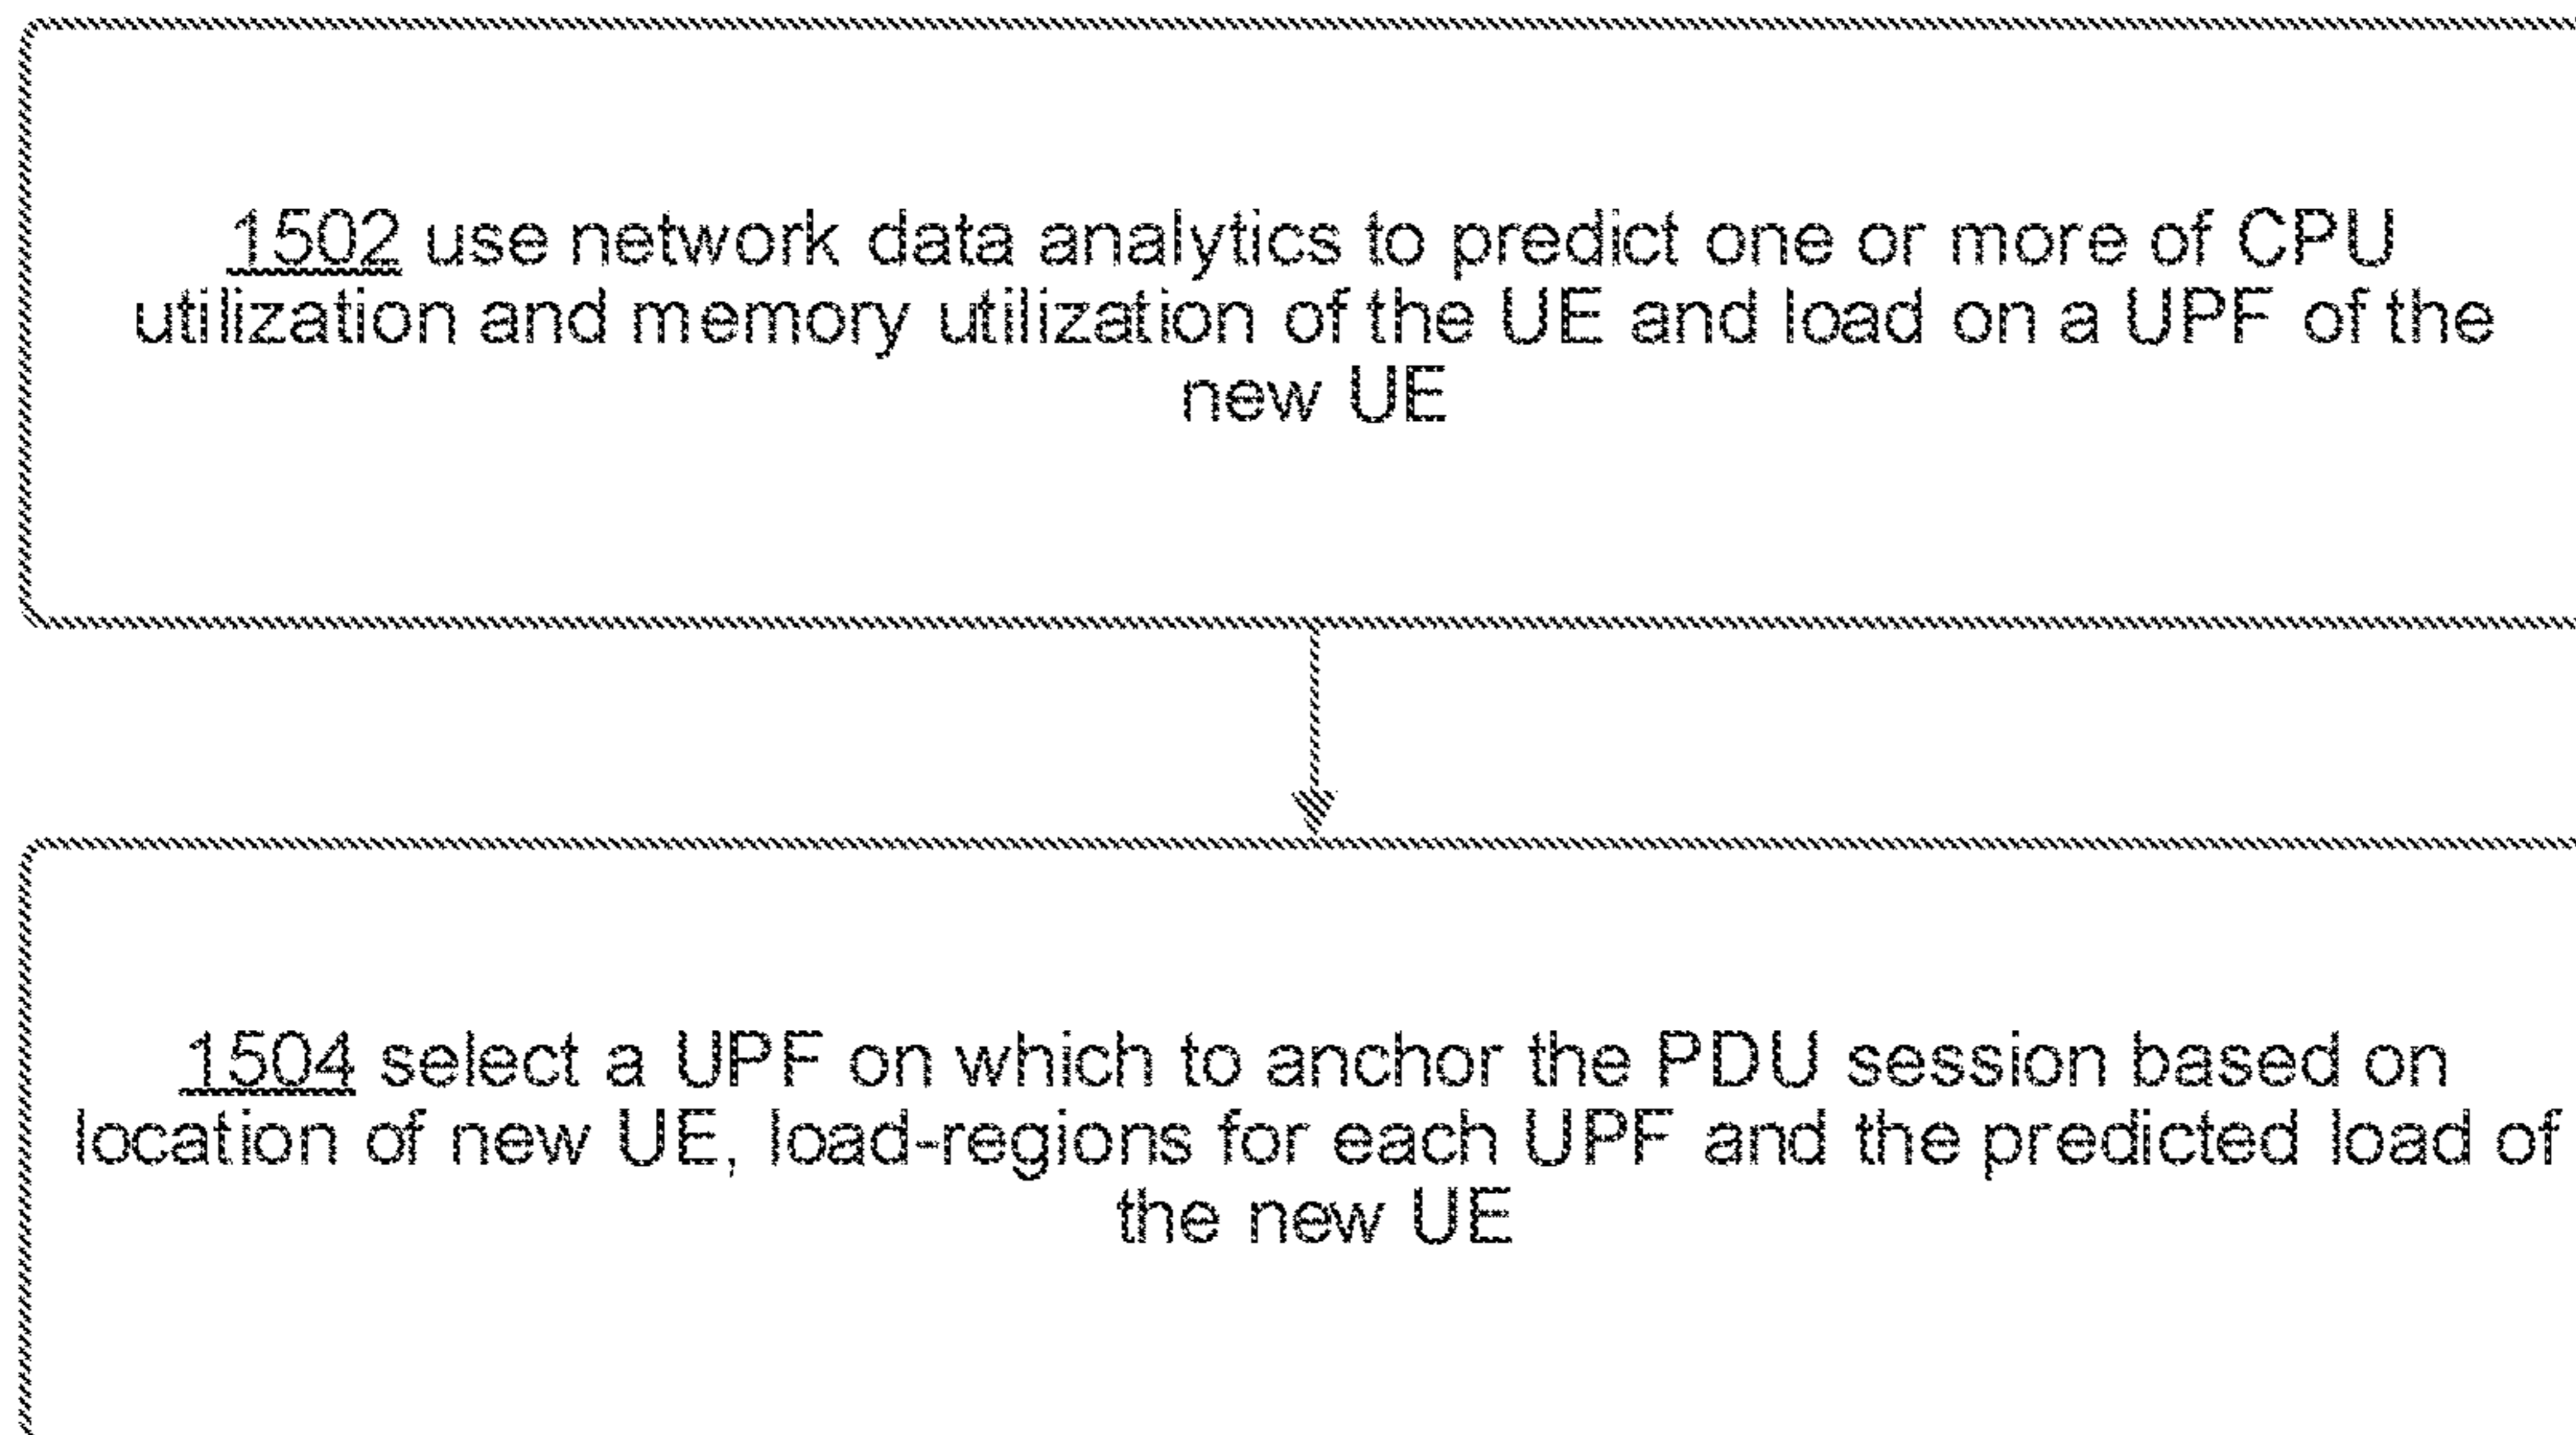 1502 use network data analytics to predict one or more of CPU
utilization and memory utilization of the UE and load on a UPF of the
new UE
1504 select a UPF on which to anchor the PDU session based on
location of new UE, load-regions for each UPF and the predicted load of
the new UE